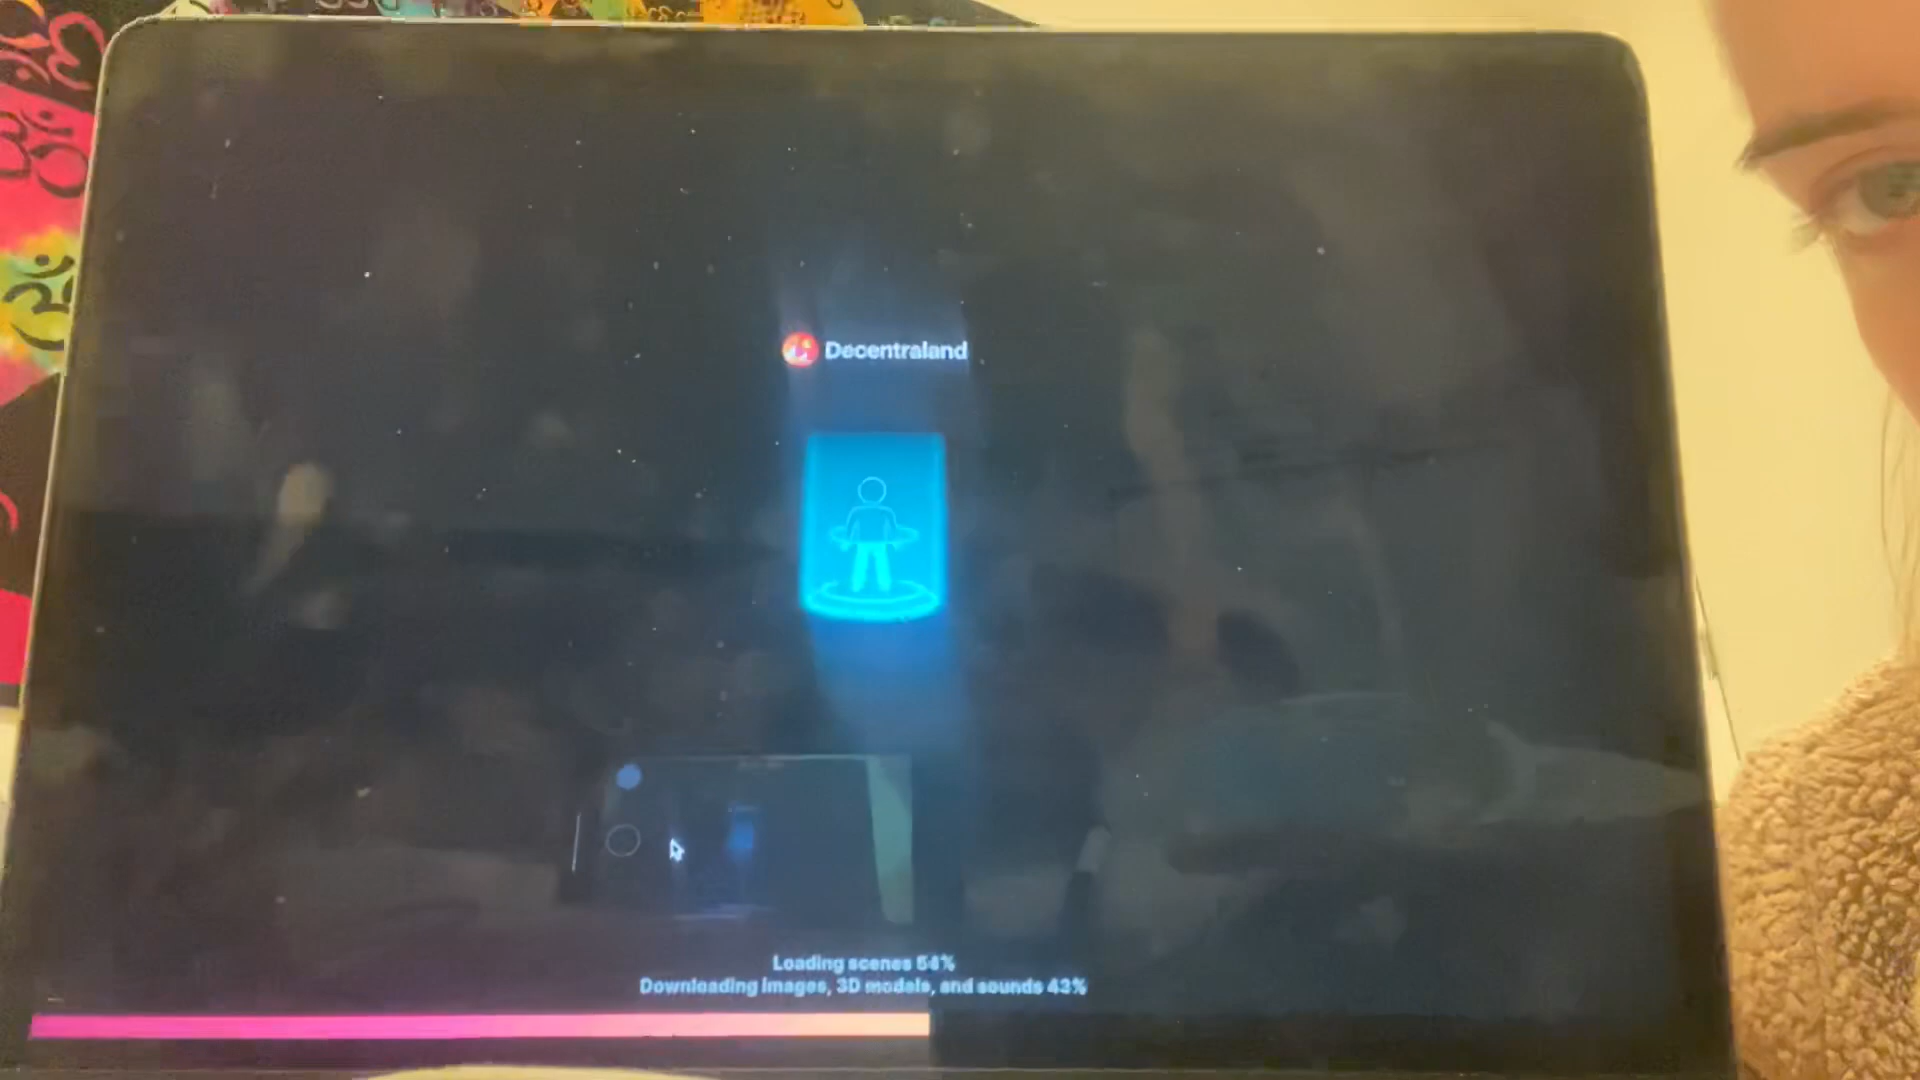 Decentraland
Loading scenes 54%
Downloading images, 3D models, and sounds 43%